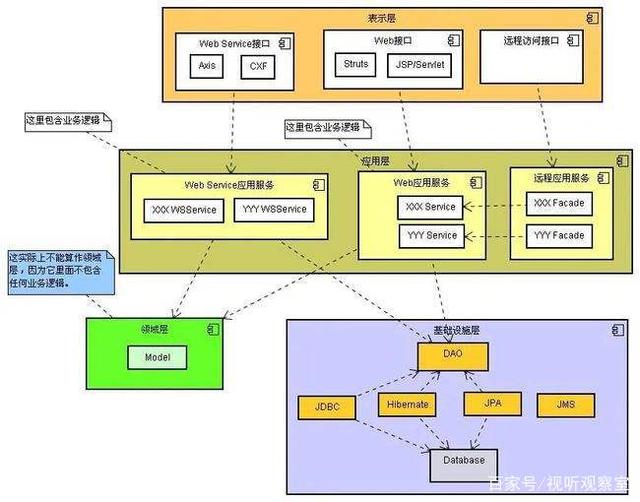 表示层
Web Service接口
Axis
CXF
Web接口
Struts
JSP/Servlet
远程访问接口
这里包含业务逻辑
这里包含业务逻辑
应用层
Web Service应用服务
XXX WSService
YYY WSService
Web应用服务
XXX Service
YYY Service
远程应用服务
XXX Facade
YYY Facade
这实际上不能算作领域
层，因为它里面不包含
任何业务逻辑。
领域层
Model
基础设施层
DAO
JDBC
Hibernate
JPA
JMS
Database
百家号/视听观察室